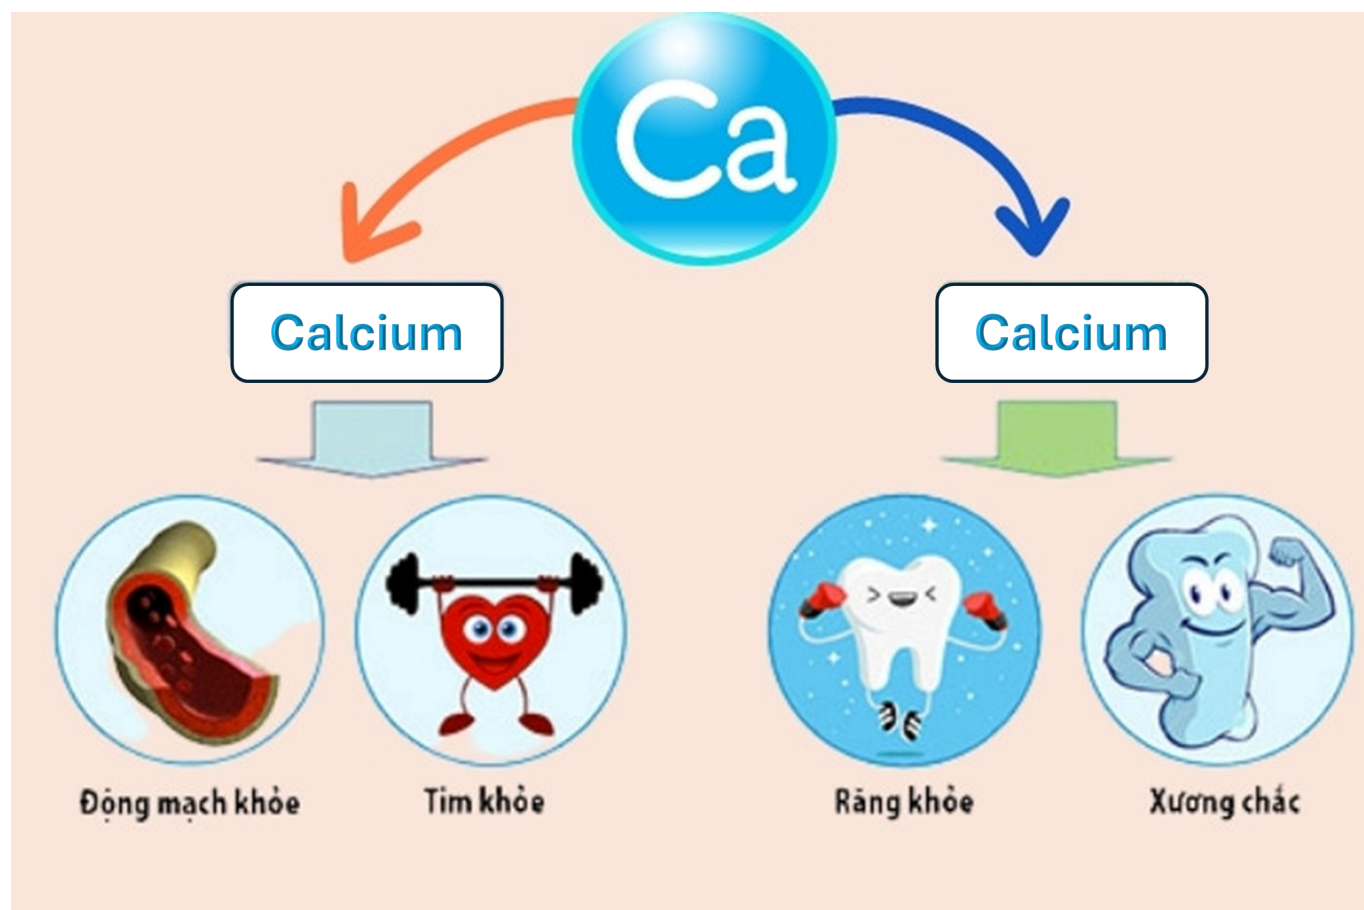 Ca
Calcium
Calcium
Động mạch khỏe
Tim khỏe
Răng khỏe
Xương chắc